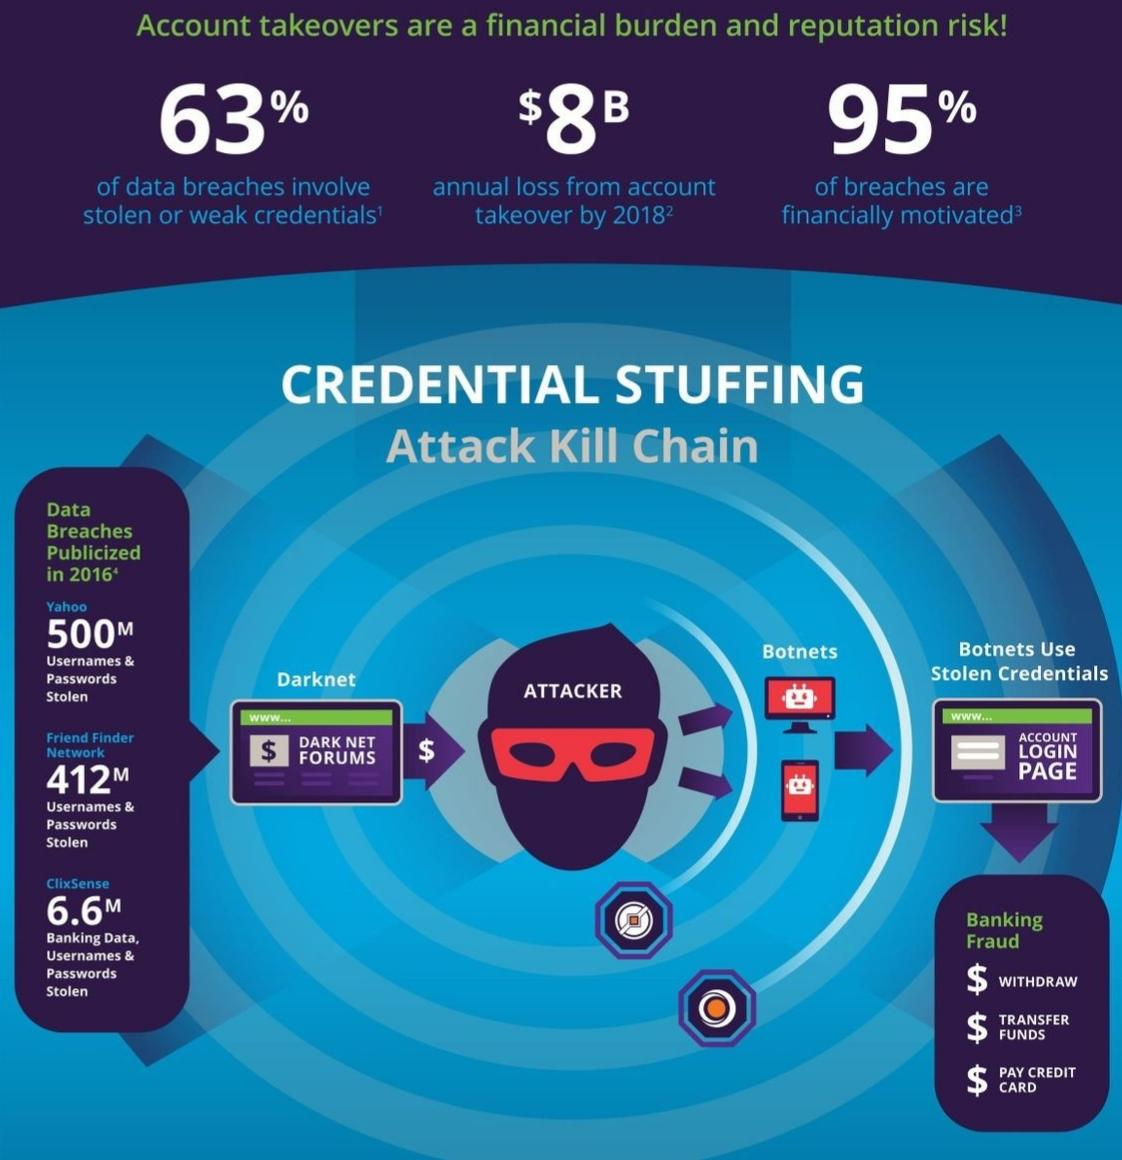 Account takeovers are a financial burden and reputation risk!
63%
of data breaches involve
stolen or weak credentials¹
$8B
annual loss from account
takeover by 2018²
95%
of breaches are
financially motivated³
CREDENTIAL STUFFING
Attack Kill Chain
Data
Breaches
Publicized
in 2016⁴
Yahoo
500M
Usernames &
Passwords
Stolen
Friend Finder
Network
412M
Usernames &
Passwords
Stolen
ClixSense
6.6M
Banking Data,
Usernames &
Passwords
Stolen
Darknet
www...
$
DARK NET
FORUMS
$
ATTACKER
Botnets
Botnets Use
Stolen Credentials
www...
ACCOUNT
LOGIN
PAGE
Banking
Fraud
$ WITHDRAW
$ TRANSFER
FUNDS
$ PAY CREDIT
CARD